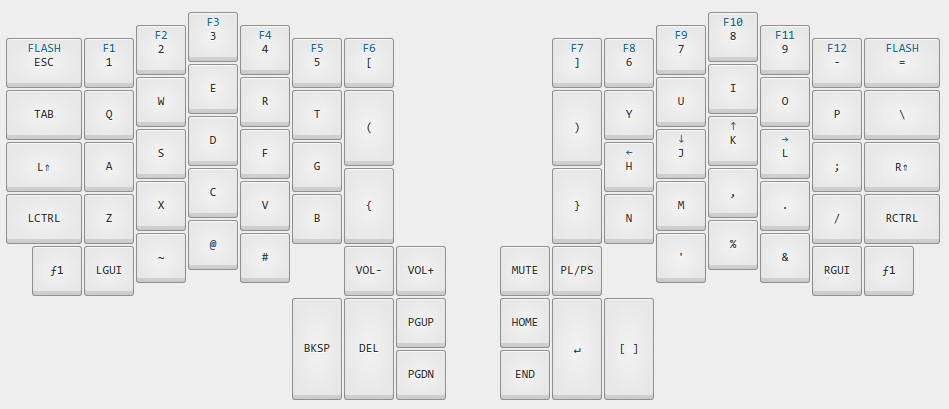 F3 F10
3 8
F2 F4 F9 F11
2 4 7 9
FLASH F1 F5 F6 F7 F8 F12 FLASH
ESC 1 5 [ ] 6 - =
E I
W R U O
TAB Q T ( ) Y P \
D ↑ K
S F ↓ J → L
L⇑ A G ← H ; R⇑
C ,
X V M .
LCTRL Z B { } N / RCTRL
@ %
~ # ' &
ƒ1 LGUI VOL- VOL+ MUTE PL/PS RGUI ƒ1
PGUP HOME
BKSP DEL ↵ [ ]
PGDN END